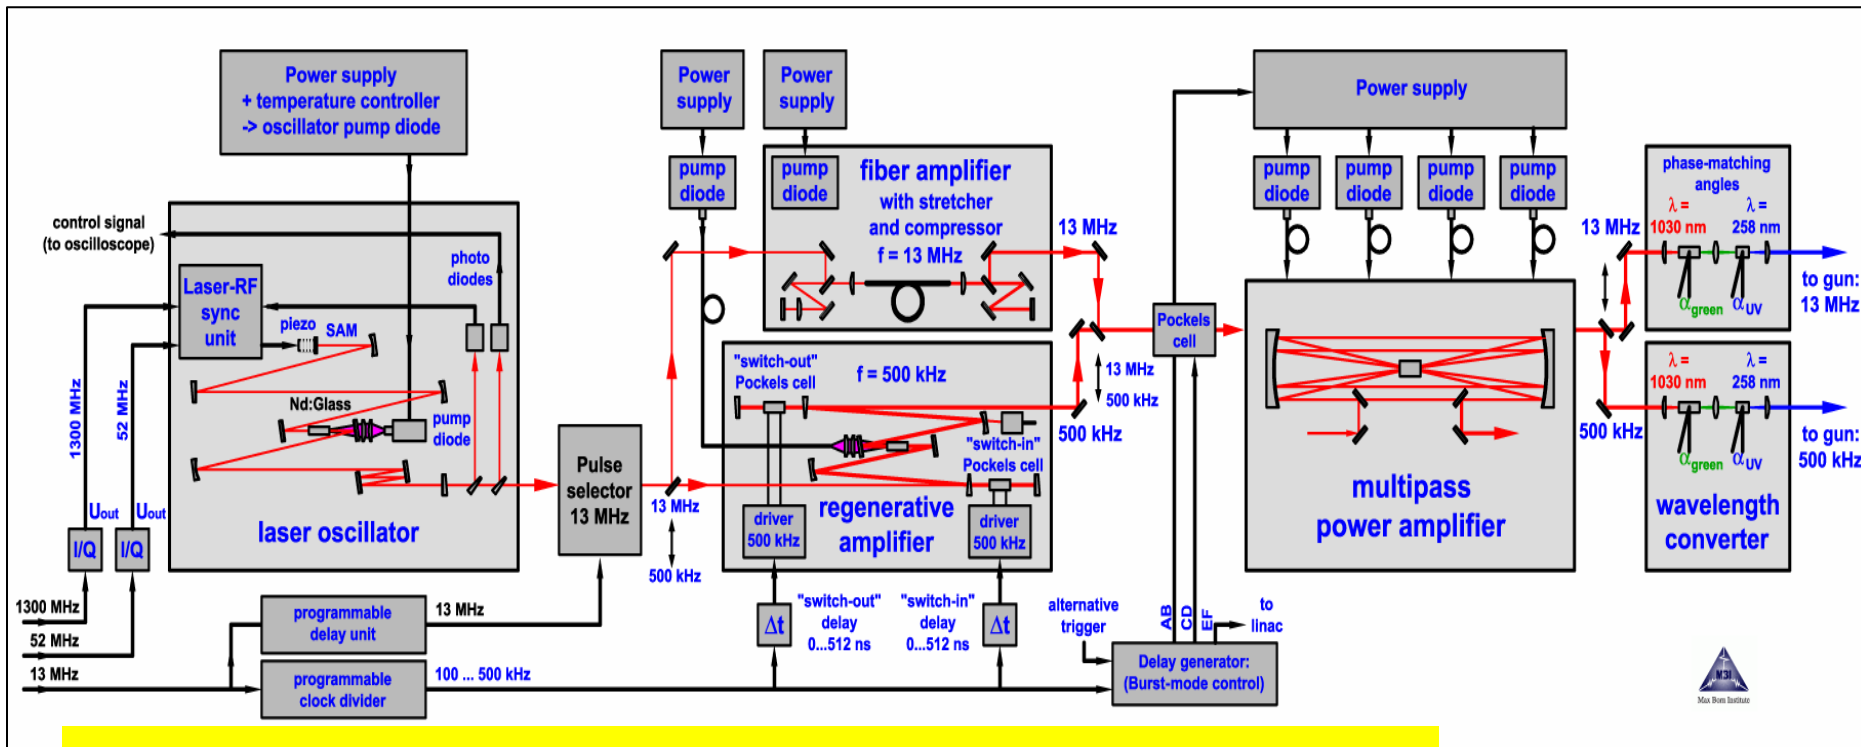 Power supply
+ temperature controller
-> oscillator pump diode
control signal
(to oscilloscope)
photo
diodes
Laser-RF
sync
unit
piezo
SAM
Nd:Glass
pump
diode
1300 MHz
52 MHz
Uout
Uout
I/Q
I/Q
laser oscillator
1300 MHz
52 MHz
13 MHz
programmable
delay unit
13 MHz
programmable
clock divider
100 ... 500 kHz
Pulse
selector
13 MHz
13 MHz
500 kHz
Power
supply
pump
diode
Power
supply
pump
diode
fiber amplifier
with stretcher
and compressor
f = 13 MHz
13 MHz
"switch-out"
Pockels cell
f = 500 kHz
"switch-in"
Pockels cell
driver
500 kHz
regenerative
amplifier
driver
500 kHz
500 kHz
13 MHz
500 kHz
Δt
"switch-out"
delay
0...512 ns
"switch-in"
delay
0...512 ns
Δt
alternative
trigger
AB
CD
EF
to
linac
Delay generator:
(Burst-mode control)
Pockels
cell
Power supply
pump
diode
pump
diode
pump
diode
pump
diode
multipass
power amplifier
13 MHz
500 kHz
phase-matching
angles
λ =
1030 nm
λ =
258 nm
αgreen
αUV
to gun:
13 MHz
λ =
1030 nm
λ =
258 nm
αgreen
αUV
to gun:
500 kHz
wavelength
converter
Max Born Institute